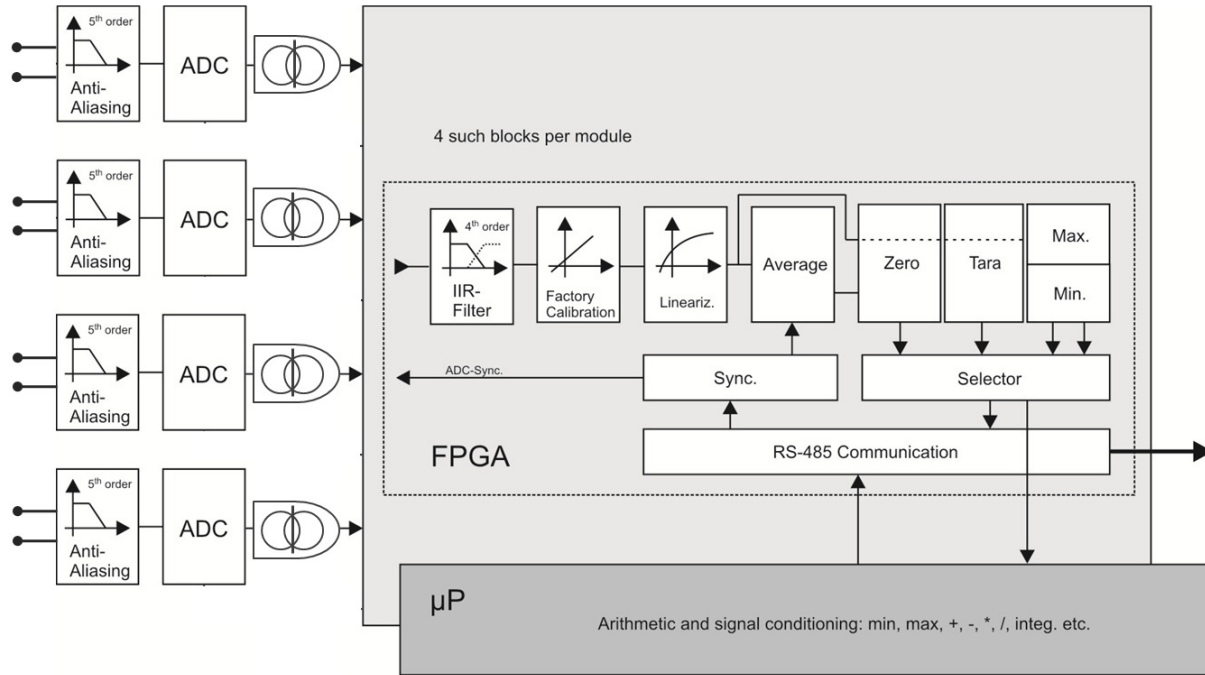 5th order
Anti-
Aliasing
ADC
5th order
Anti-
Aliasing
ADC
5th order
Anti-
Aliasing
ADC
5th order
Anti-
Aliasing
ADC
4 such blocks per module
4th order
IIR-
Filter
Factory
Calibration
Lineariz.
Average
Zero
Tara
Max.
Min.
ADC-Sync.
Sync.
Selector
FPGA
RS-485 Communication
µP
Arithmetic and signal conditioning: min, max, +, -, *, /, integ. etc.